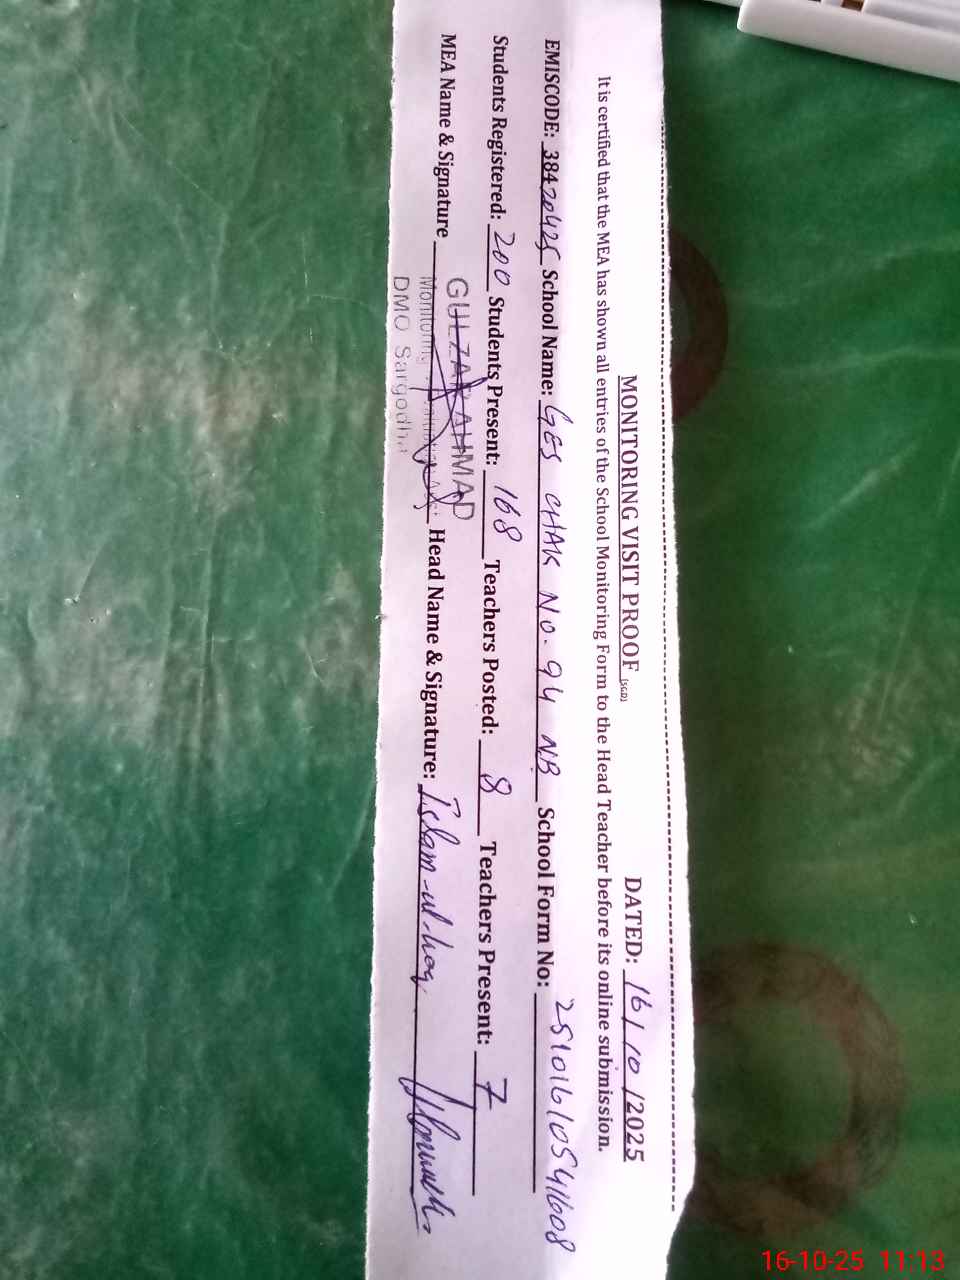 MONITORING VISIT PROOF (SGD) DATED: 16/10/2025
It is certified that the MEA has shown all entries of the School Monitoring Form to the Head Teacher before its online submission.
EMISCODE: 38420425 School Name: GES CHAK No. 94 NB School Form No: 251016105541608
Students Registered: 200 Students Present: 168 Teachers Posted: 8 Teachers Present: 7
MEA Name & Signature Head Name & Signature: Islam-ul-haq
GULZAR AHMAD
Monitoring
DMO Sargodha
16-10-25 11:13